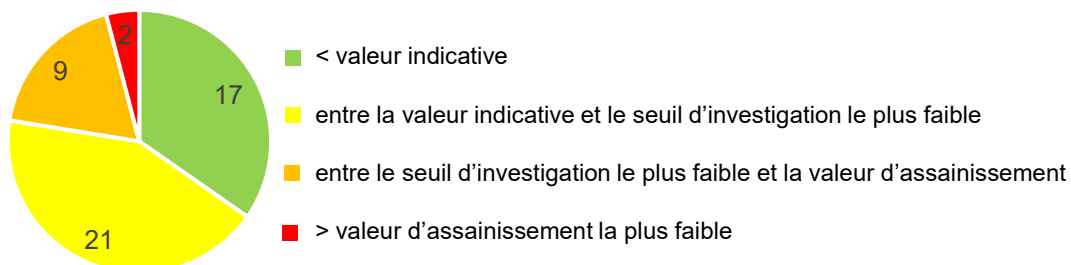 2
9
17
21
< valeur indicative
entre la valeur indicative et le seuil d'investigation le plus faible
entre le seuil d'investigation le plus faible et la valeur d'assainissement
> valeur d'assainissement la plus faible